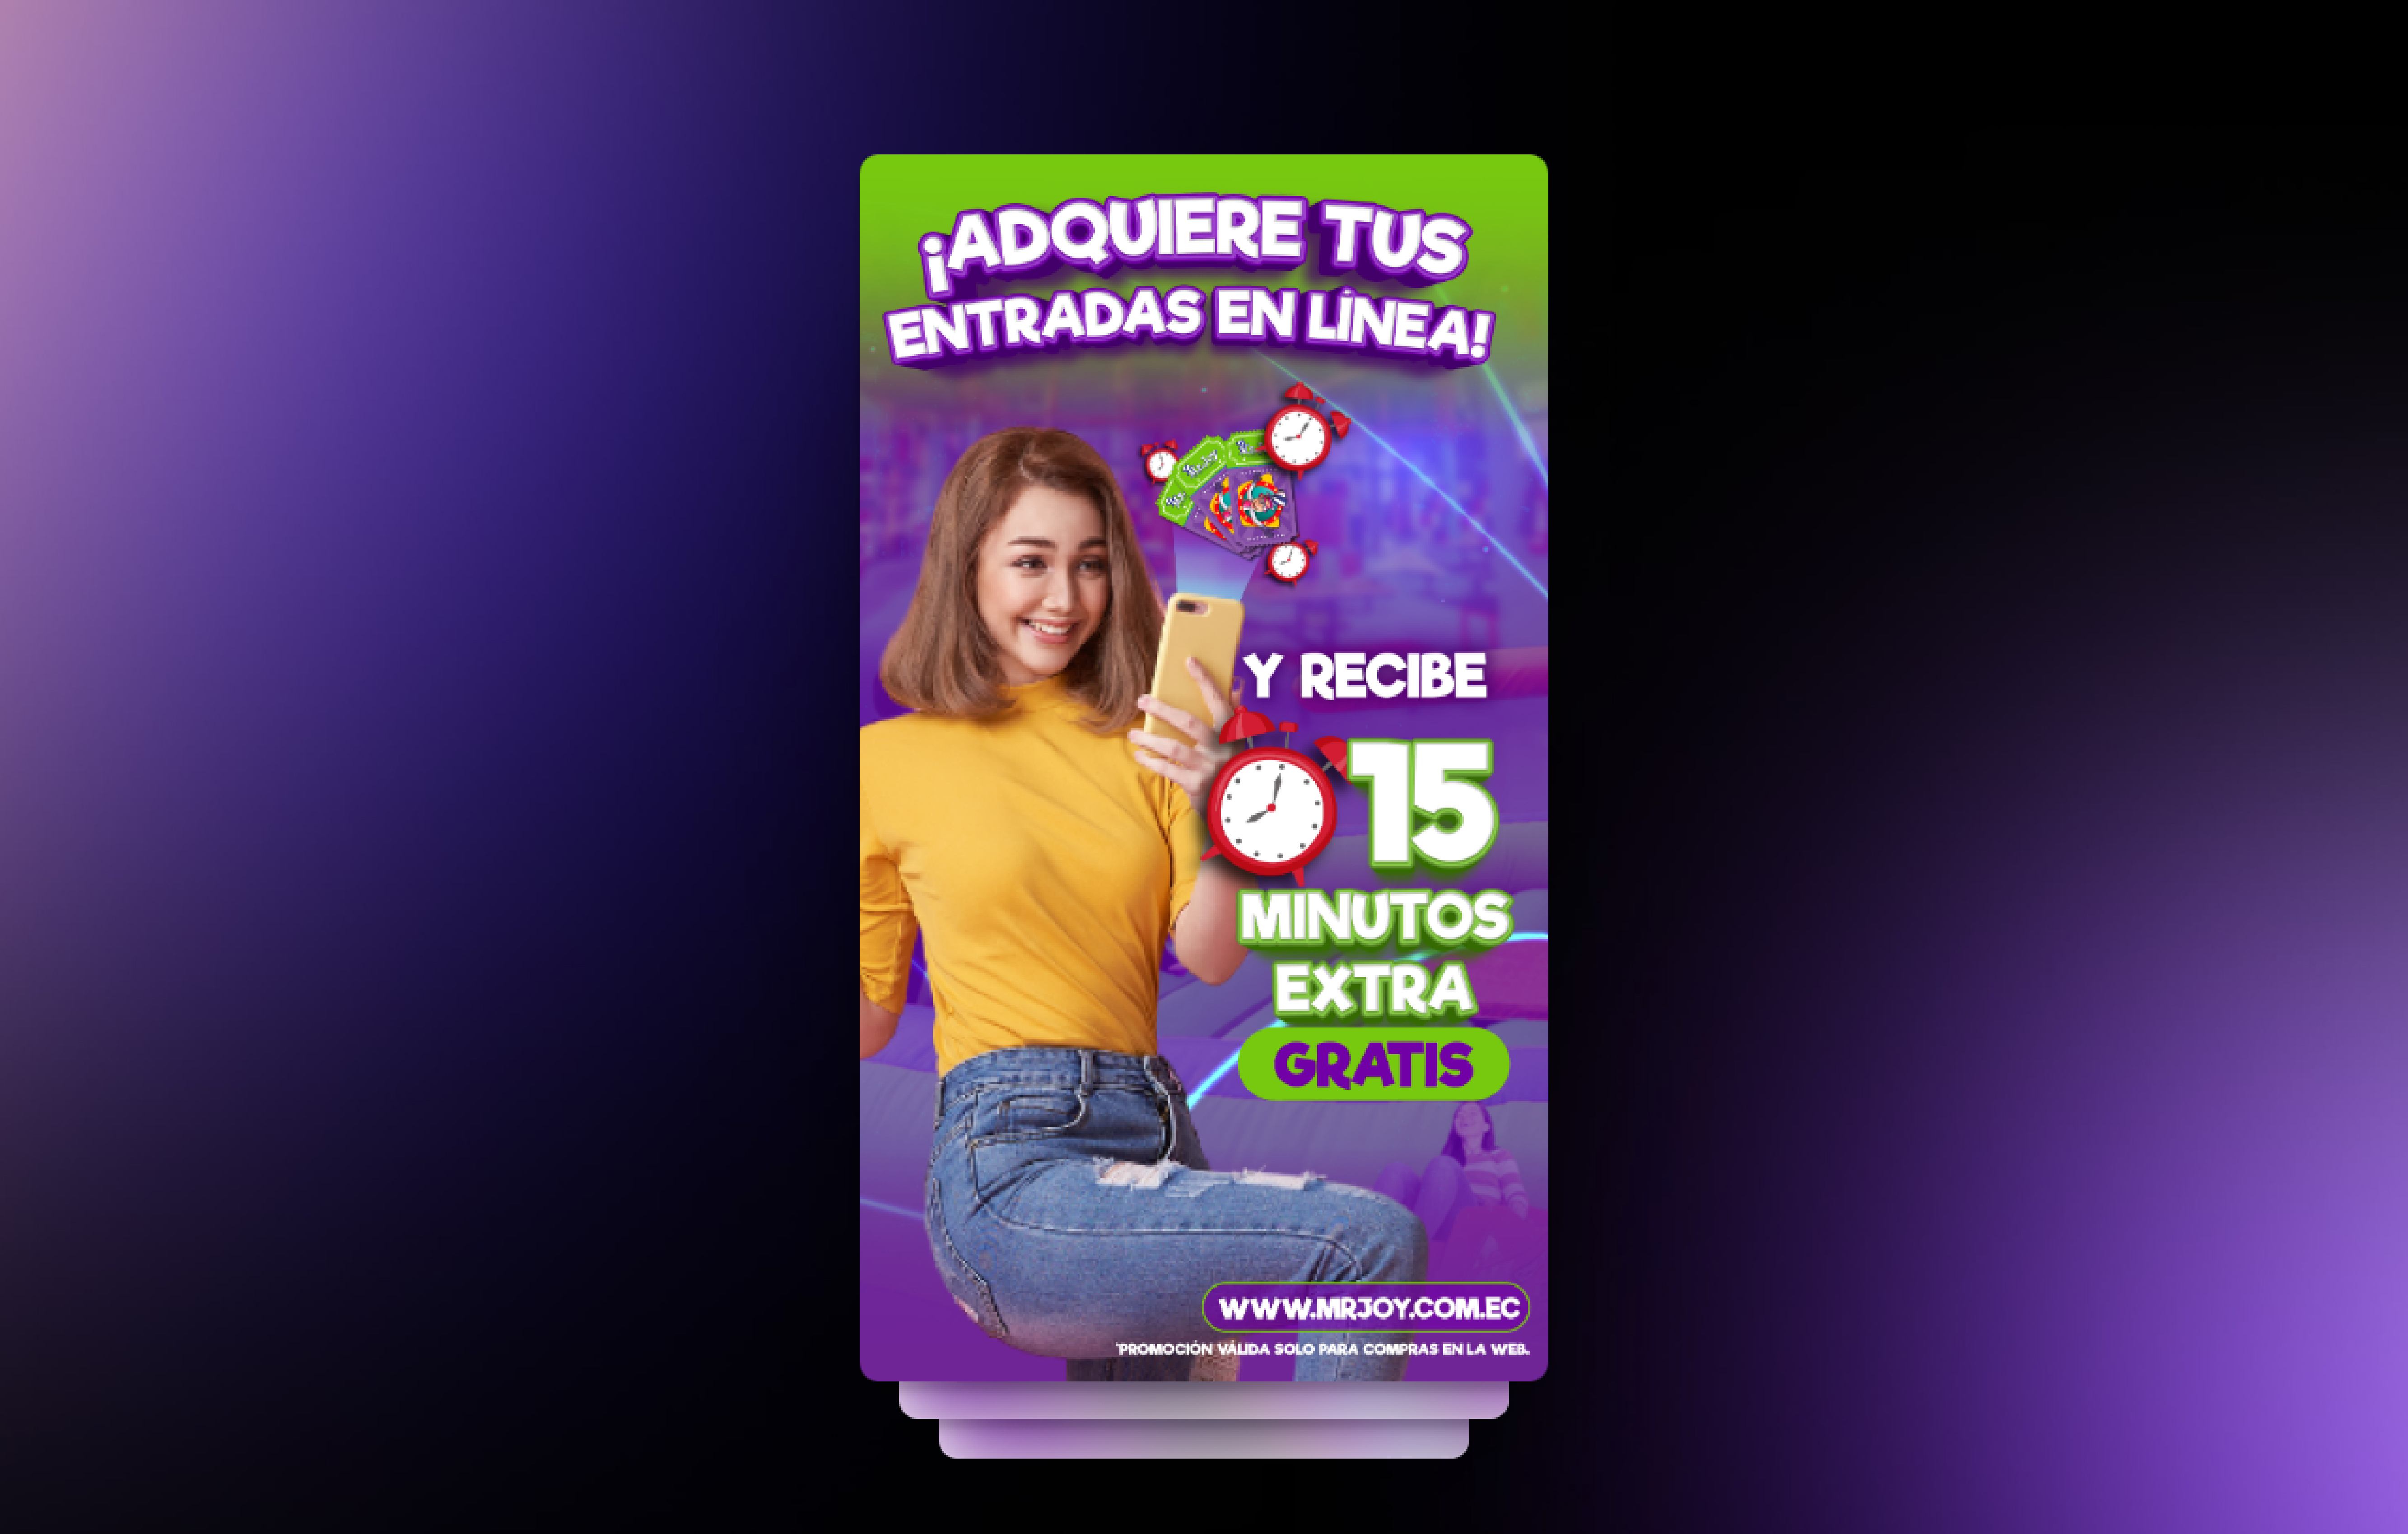 ¡ADQUIERE TUS
ENTRADAS EN LÍNEA!
Y RECIBE
15
MINUTOS
EXTRA
GRATIS
WWW.MRJOY.COM.EC
*PROMOCIÓN VÁLIDA SOLO PARA COMPRAS EN LA WEB.